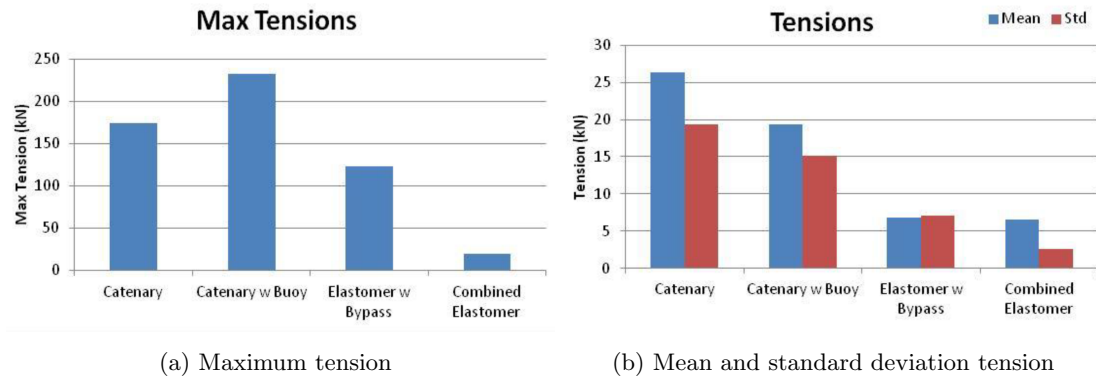 Max Tensions
Max Tension (kN)
250
200
150
100
50
0
Catenary
Catenary w Buoy
Elastomer w
Bypass
Combined
Elastomer
(a) Maximum tension
Tensions
Mean
Std
Tension (kN)
30
25
20
15
10
5
0
Catenary
Catenary w Buoy
Elastomer w
Bypass
Combined
Elastomer
(b) Mean and standard deviation tension